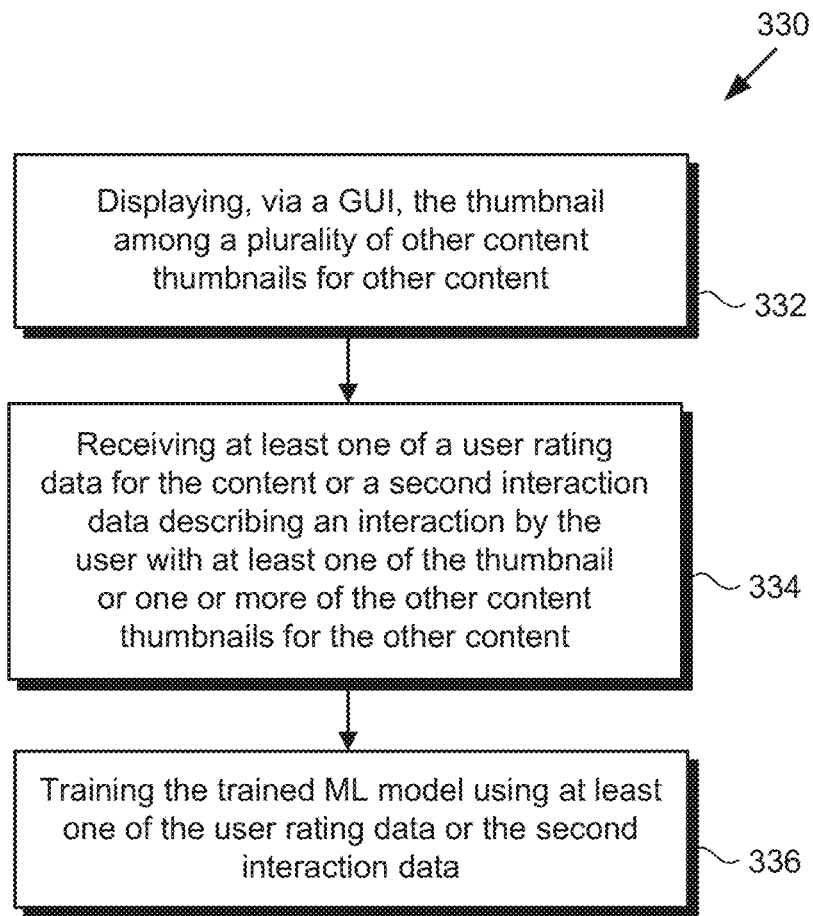 330
Displaying, via a GUI, the thumbnail
among a plurality of other content
thumbnails for other content
332
Receiving at least one of a user rating
data for the content or a second interaction
data describing an interaction by the
user with at least one of the thumbnail
or one or more of the other content
thumbnails for the other content
334
Training the trained ML model using at least
one of the user rating data or the second
interaction data
336